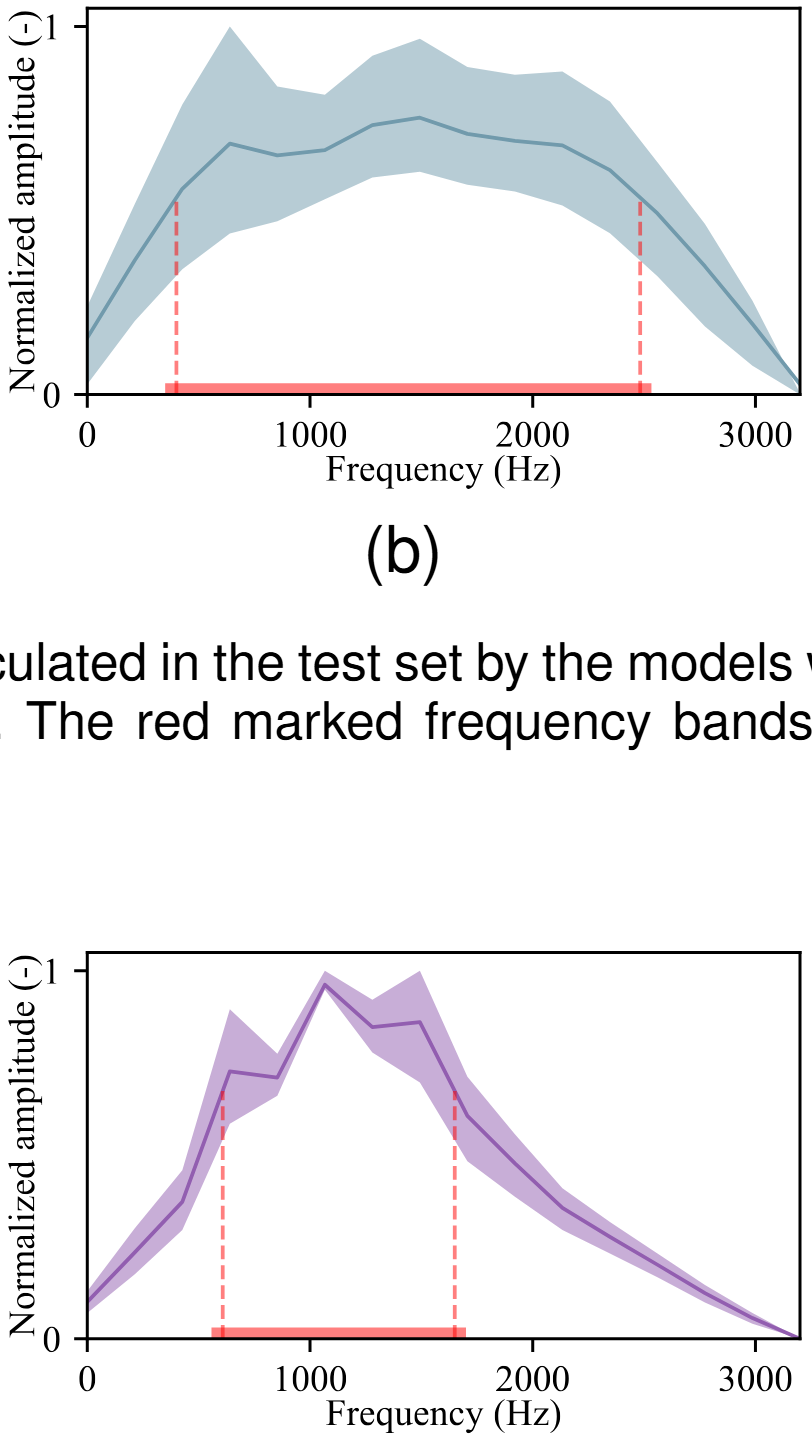 Normalized amplitude (-)
1
0
0 1000 2000 3000
Frequency (Hz)
(b)
culated in the test set by the models
. The red marked frequency bands
Normalized amplitude (-)
1
0
0 1000 2000 3000
Frequency (Hz)